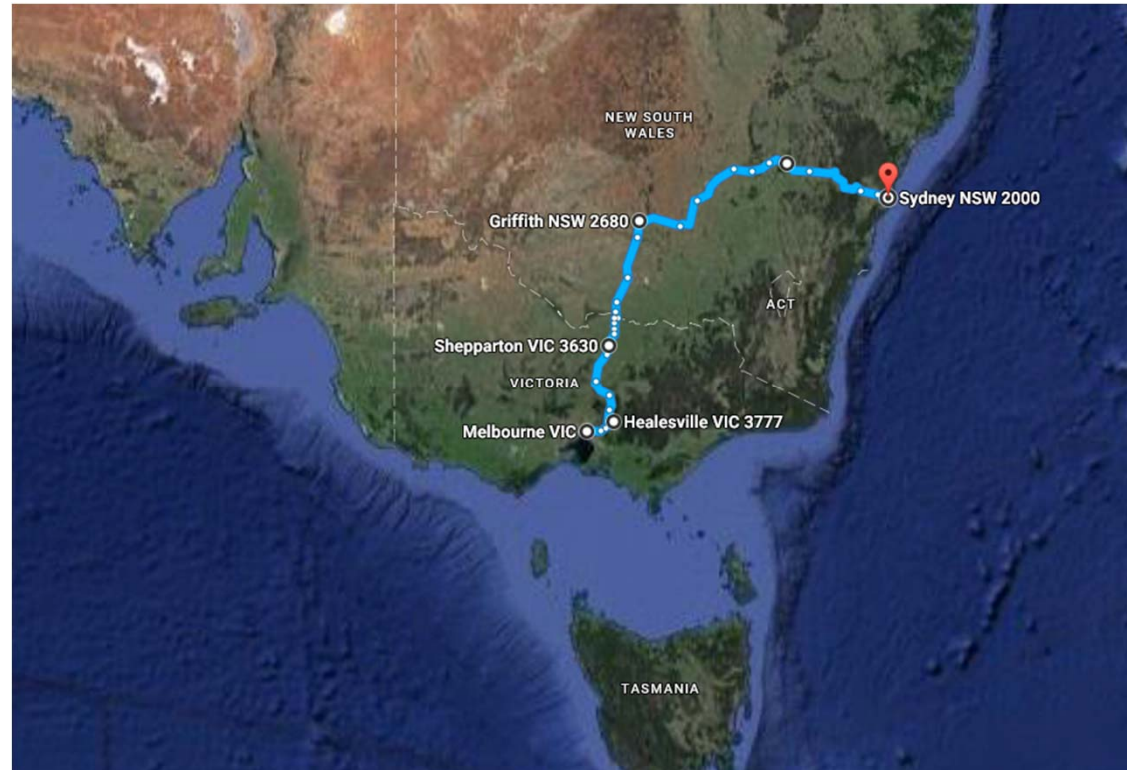 NEW SOUTH
WALES
Sydney NSW 2000
Griffith NSW 2680
ACT
Shepparton VIC 3630
VICTORIA
Healesville VIC 3777
Melbourne VIC
TASMANIA